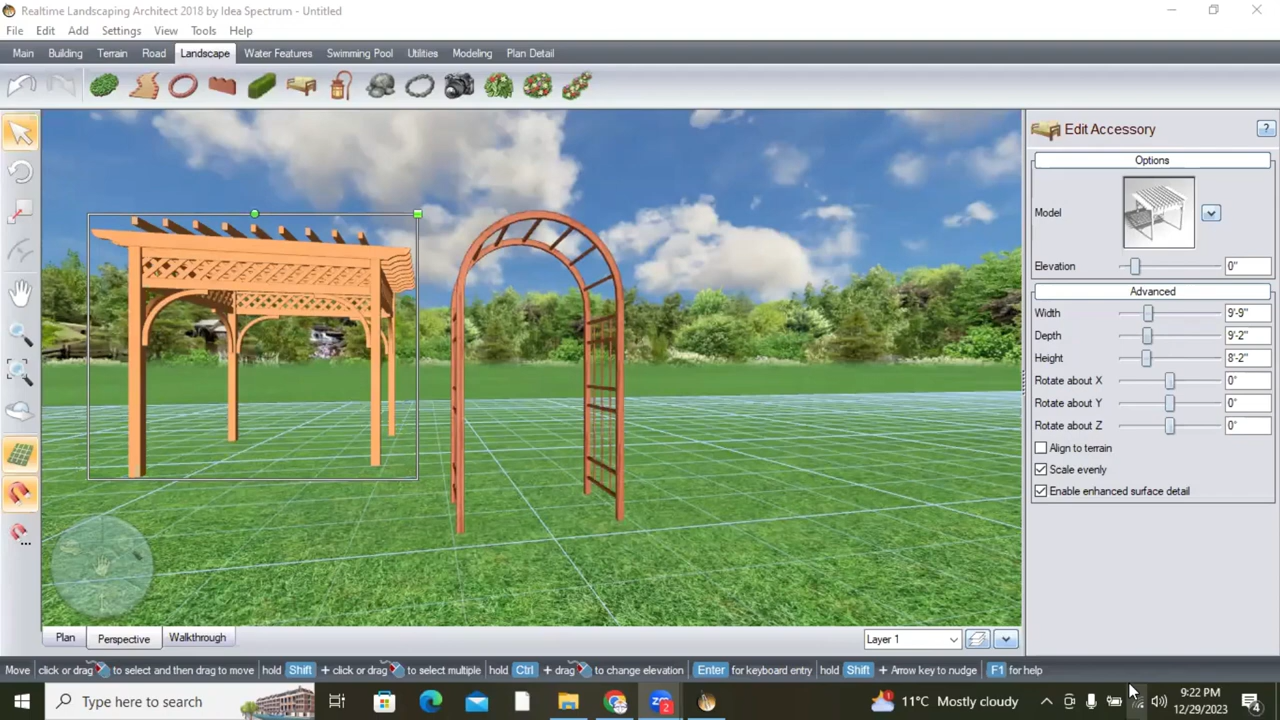 Realtime Landscaping Architect 2018 by Idea Spectrum - Untitled
File Edit Add Settings View Tools Help
Main Building Terrain Road Landscape Water Features Swimming Pool Utilities Modeling Plan Detail
Edit Accessory ?
Options
Model
Elevation 0"
Advanced
Width 9'-9"
Depth 9'-2"
Height 8'-2"
Rotate about X 0°
Rotate about Y 0°
Rotate about Z 0°
Align to terrain
Scale evenly
Enable enhanced surface detail
Plan Perspective Walkthrough Layer 1
Move click or drag to select and then drag to move hold Shift + click or drag to select multiple hold Ctrl + drag to change elevation Enter for keyboard entry hold Shift + Arrow key to nudge F1 for help
Type here to search 2 11°C Mostly cloudy 9:22 PM
12/29/2023 4